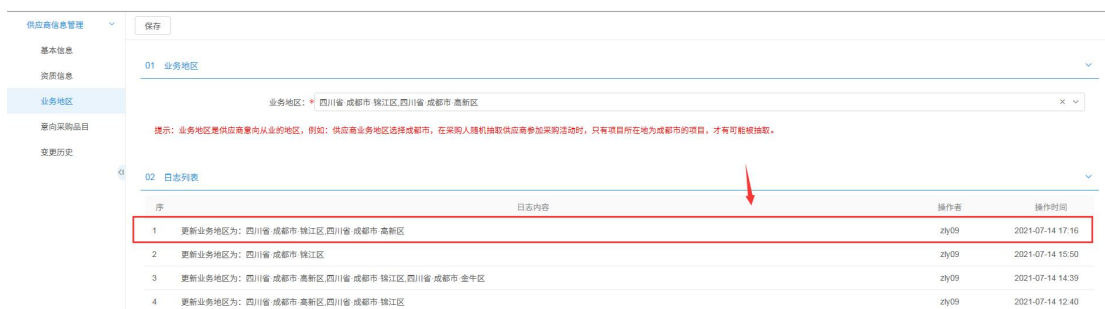 供应商信息管理
保存
基本信息
资质信息
业务地区
意向采购品目
变更历史
01 业务地区
业务地区：* 四川省·成都市·锦江区,四川省·成都市·高新区
提示：业务地区是供应商意向从业的地区，例如：供应商业务地区选择成都市，在采购人随机抽取供应商参加采购活动时，只有项目所在地为成都市的项目，才有可能被抽取。
02 日志列表
序 日志内容 操作者 操作时间
1 更新业务地区为：四川省·成都市·锦江区,四川省·成都市·高新区 zly09 2021-07-14 17:16
2 更新业务地区为：四川省·成都市·锦江区 zly09 2021-07-14 15:50
3 更新业务地区为：四川省·成都市·高新区,四川省·成都市·锦江区,四川省·成都市·金牛区 zly09 2021-07-14 14:39
4 更新业务地区为：四川省·成都市·高新区,四川省·成都市·锦江区 zly09 2021-07-14 12:40